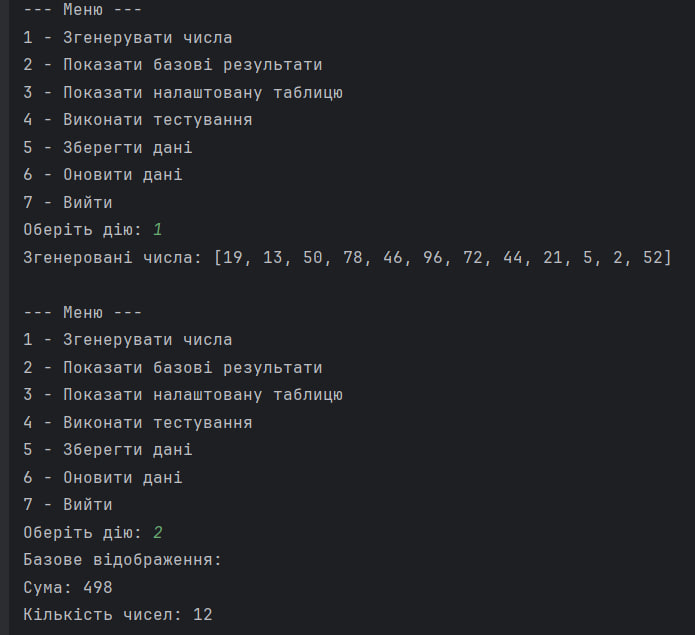 --- Меню ---
1 - Згенерувати числа
2 - Показати базові результати
3 - Показати налаштовану таблицю
4 - Виконати тестування
5 - Зберегти дані
6 - Оновити дані
7 - Вийти
Оберіть дію: 1
Згенеровані числа: [19, 13, 50, 78, 46, 96, 72, 44, 21, 5, 2, 52]
--- Меню ---
1 - Згенерувати числа
2 - Показати базові результати
3 - Показати налаштовану таблицю
4 - Виконати тестування
5 - Зберегти дані
6 - Оновити дані
7 - Вийти
Оберіть дію: 2
Базове відображення:
Сума: 498
Кількість чисел: 12